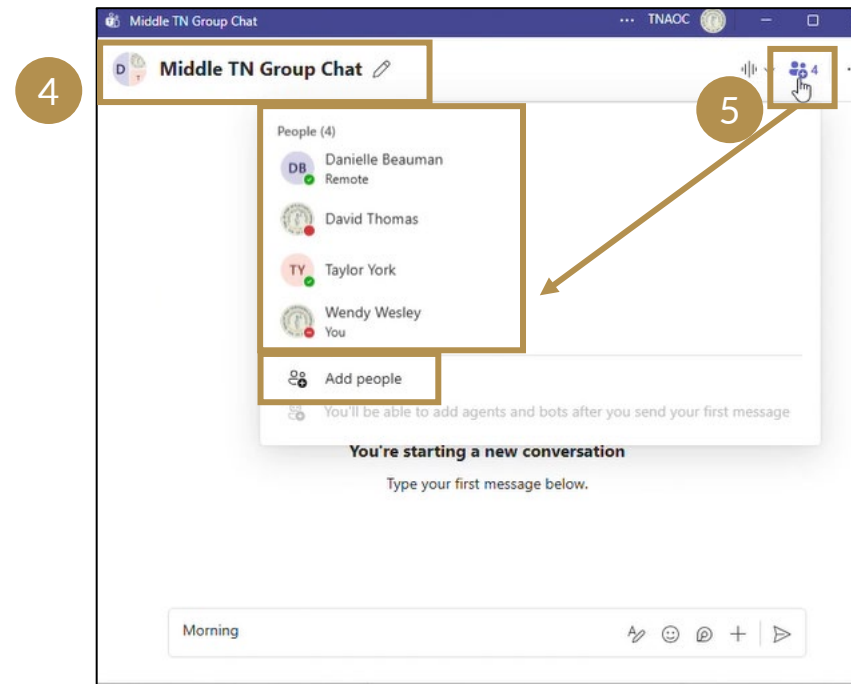 Middle TN Group Chat
... TNAOC
4
D
T
Middle TN Group Chat
4
5
People (4)
DB
Danielle Beauman
Remote
David Thomas
TY
Taylor York
Wendy Wesley
You
Add people
You'll be able to add agents and bots after you send your first message
You're starting a new conversation
Type your first message below.
Morning